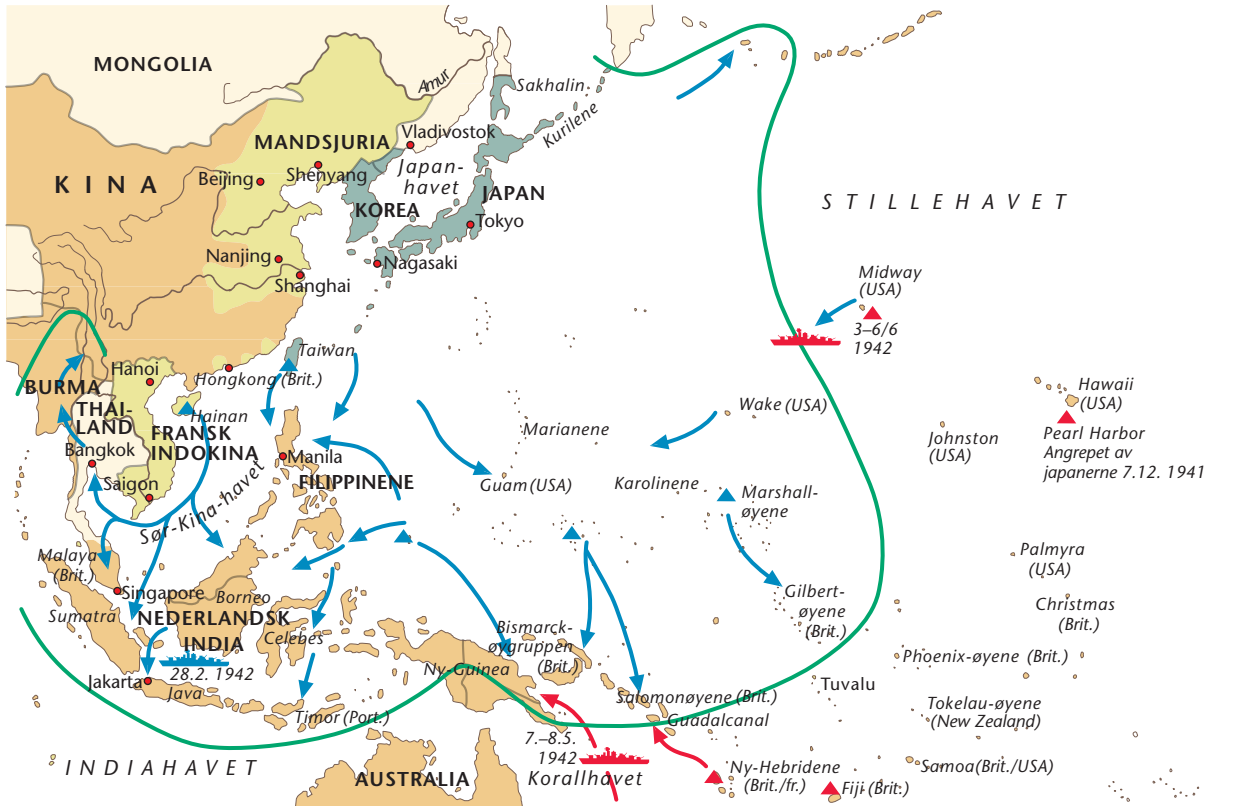 MONGOLIA
Amur
Sakhalin
Kurilene
Vladivostok
MANDSJURIA
Shenyang
Beijing
KINA
Japan-
havet
JAPAN
KOREA
Tokyo
STILLEHAVET
Nanjing
Nagasaki
Shanghai
Midway
(USA)
3–6/6
1942
Taiwan
Hanoi
Hongkong (Brit.)
BURMA
Hainan
THAI-
LAND
FRANSK
INDOKINA
Bangkok
Saigon
Sør-Kina-havet
Manila
FILIPPINENE
Marianene
Guam (USA)
Wake (USA)
Karolinene
Marshall-
øyene
Hawaii
(USA)
Pearl Harbor
Angrepet av
japanerne 7.12. 1941
Johnston
(USA)
Palmyra
(USA)
Christmas
(Brit.)
Malaya
(Brit.)
Singapore
Borneo
Sumatra
NEDERLANDSK
INDIA
Celebes
28.2. 1942
Jakarta
Java
Timor (Port.)
Gilbert-
øyene
(Brit.)
Bismarck-
øygruppen
(Brit.)
Ny-Guinea
Salomonøyene (Brit.)
Guadalcanal
Phoenix-øyene (Brit.)
Tuvalu
Tokelau-øyene
(New Zealand)
7.–8.5.
1942
Korallhavet
INDIAHAVET
AUSTRALIA
Ny-Hebridene
(Brit./fr.)
Fiji (Brit.)
Samoa (Brit./USA)